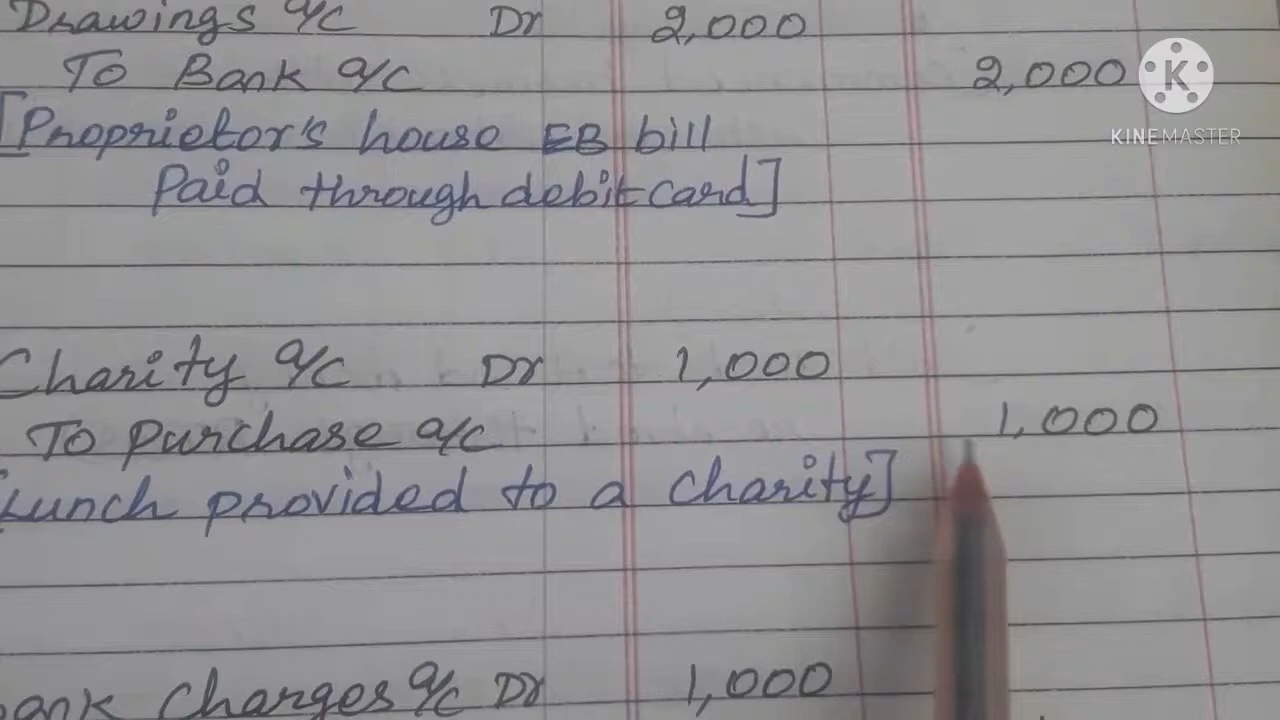 Drawings a/c Dr 2,000
To Bank a/c 2,000
[Proprietor's house EB bill
Paid through debit card]
Charity a/c Dr 1,000
To Purchase a/c 1,000
[Lunch provided to a charity]
Bank charges a/c Dr 1,000
K
KINEMASTER